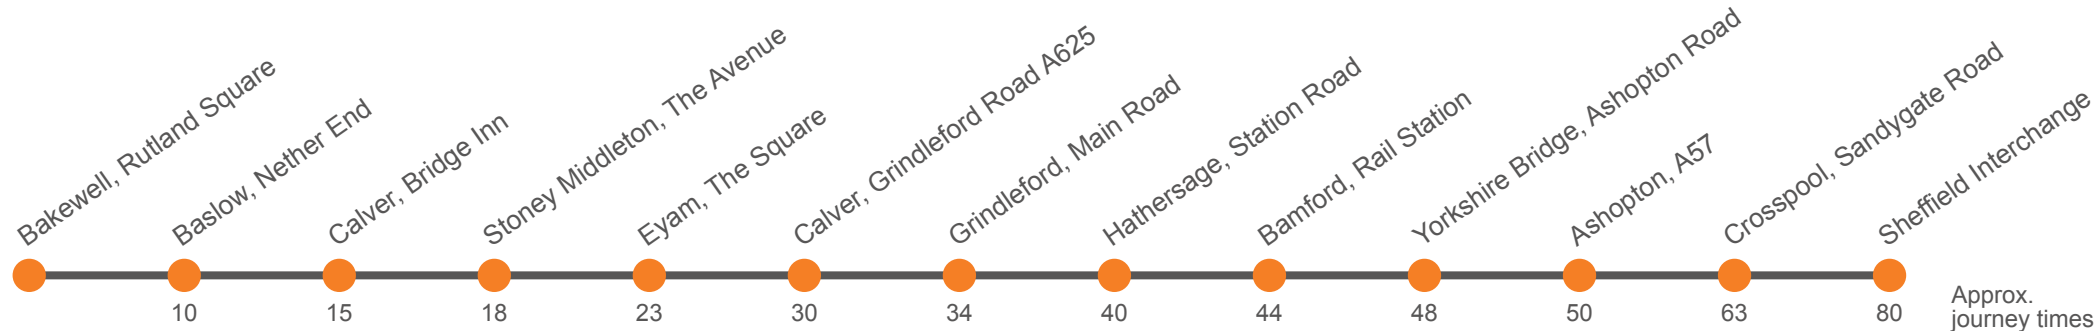 Bakewell, Rutland Square
Baslow, Nether End
Calver, Bridge Inn
Stoney Middleton, The Avenue
Eyam, The Square
Calver, Grindleford Road A625
Grindleford, Main Road
Hathersage, Station Road
Bamford, Rail Station
Yorkshire Bridge, Ashopton Road
Ashopton, A57
Crosspool, Sandygate Road
Sheffield Interchange
10 15 18 23 30 34 40 44 48 50 63 80
Approx.
journey times